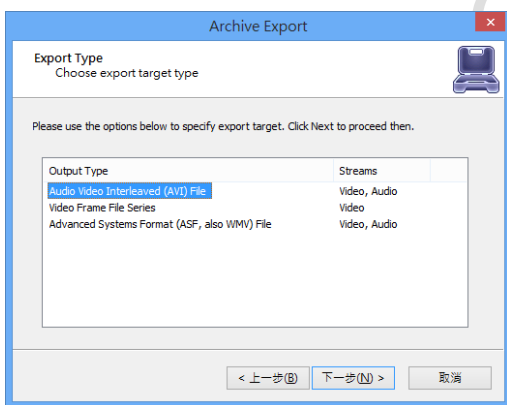 Archive Export
Export Type
Choose export target type
Please use the options below to specify export target. Click Next to proceed then.
Output Type Streams
Audio Video Interleaved (AVI) File Video, Audio
Video Frame File Series Video
Advanced Systems Format (ASF, also WMV) File Video, Audio
< 上一步(B) 下一步(N) > 取消